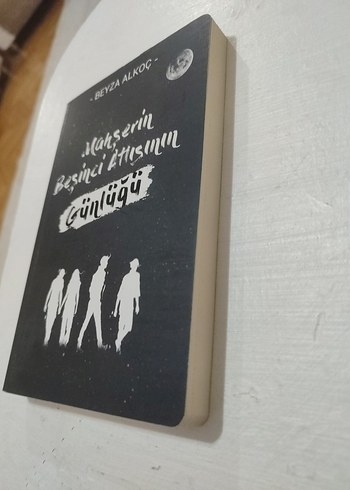 - BEYZA ALKOÇ -
Mahşerin
Beşinci Atlısının
Günlüğü